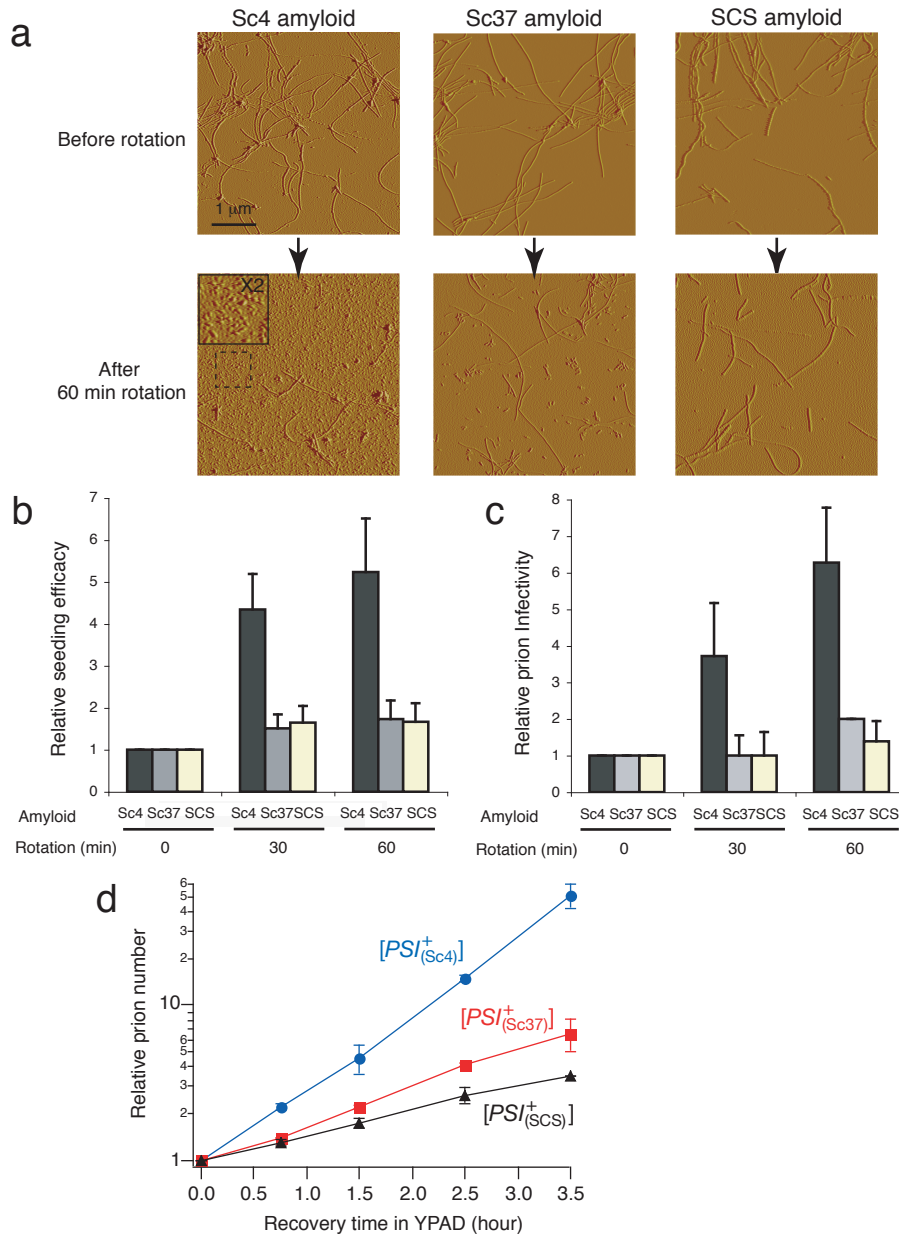 a
Sc4 amyloid
Sc37 amyloid
SCS amyloid
Before rotation
1 μm
After
60 min rotation
X2
b
Relative seeding efficacy
7
6
5
4
3
2
1
0
Amyloid
Sc4 Sc37 SCS
Sc4 Sc37SCS
Sc4 Sc37 SCS
Rotation (min)
0
30
60
c
Relative prion Infectivity
8
7
6
5
4
3
2
1
0
Amyloid
Sc4 Sc37 SCS
Sc4 Sc37SCS
Sc4 Sc37 SCS
Rotation (min)
0
30
60
d
Relative prion number
6
5
4
3
2
10
6
5
4
3
2
1
[PSI+(Sc4)]
[PSI+(Sc37)]
[PSI+(SCS)]
0.0 0.5 1.0 1.5 2.0 2.5 3.0 3.5
Recovery time in YPAD (hour)